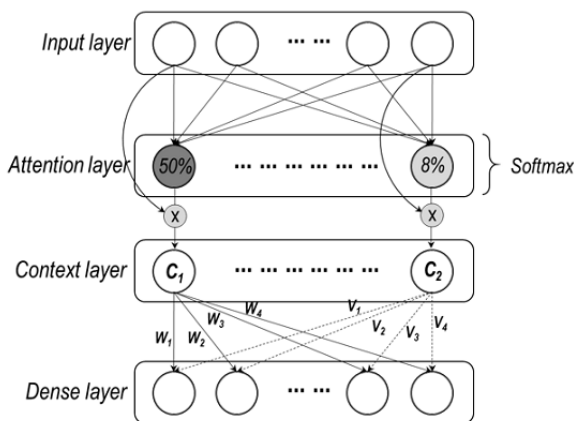 Input layer
... ...
Attention layer
50%
... ... ... ... ... ...
8%
Softmax
X
X
Context layer
C1
... ... ... ... ... ...
C2
W1
W2
W3
W4
V1
V2
V3
V4
Dense layer
... ...